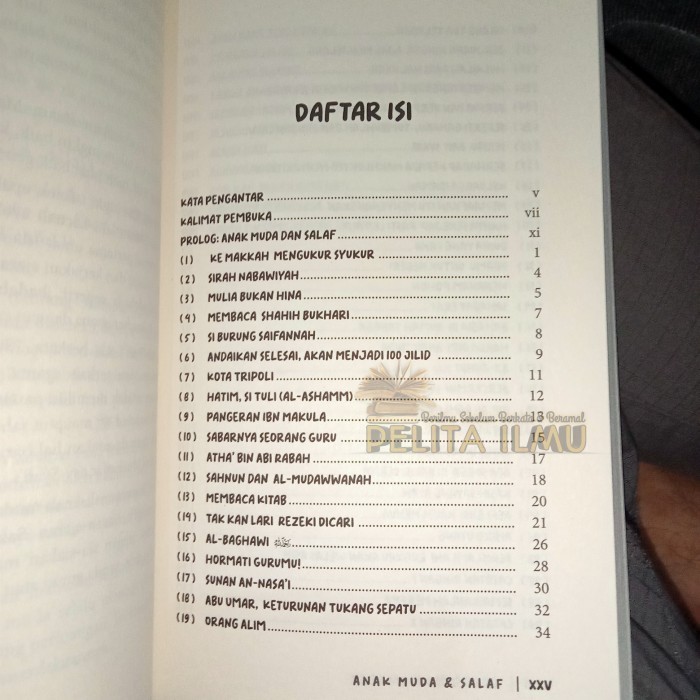 DAFTAR ISI
KATA PENGANTAR ........ v
KALIMAT PEMBUKA ........ vii
PROLOG: ANAK MUDA DAN SALAF ........ xi
(1) KE MAKKAH MENGUKUR SYUKUR ........ 1
(2) SIRAH NABAWIYAH ........ 4
(3) MULIA BUKAN HINA ........ 5
(4) MEMBACA SHAHIH BUKHARI ........ 7
(5) SI BURUNG SAIFANNAH ........ 8
(6) ANDAIKAN SELESAI, AKAN MENJADI 100 JILID ........ 9
(7) KOTA TRIPOLI ........ 11
(8) HATIM, SI TULI (AL-ASHAMM) ........ 12
(9) PANGERAN IBN MAKULA ........ 13
(10) SABARNYA SEORANG GURU ........ 15
(11) ATHA' BIN ABI RABAH ........ 17
(12) SAHNUN DAN AL-MUDAWWANAH ........ 18
(13) MEMBACA KITAB ........ 20
(14) TAK KAN LARI REZEKI DICARI ........ 21
(15) AL-BAGHAWI ........ 26
(16) HORMATI GURUMU! ........ 28
(17) SUNAN AN-NASA'I ........ 30
(18) ABU UMAR, KETURUNAN TUKANG SEPATU ........ 32
(19) ORANG ALIM ........ 34
ANAK MUDA & SALAF | XXV
Berilmu Sebelum Berkata & Beramal
PELITA ILMU